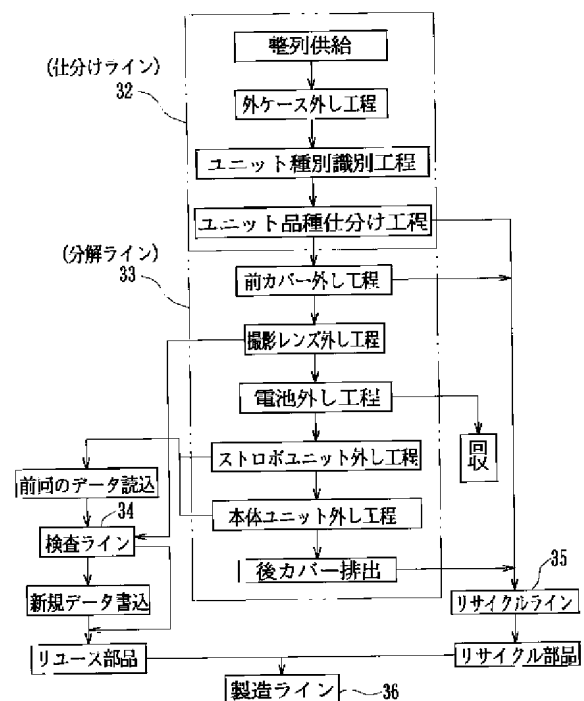 整列供給
(仕分けライン)
32
外ケース外し工程
ユニット種別識別工程
ユニット品種仕分け工程
(分解ライン)
33
前カバー外し工程
撮影レンズ外し工程
電池外し工程
回収
ストロボユニット外し工程
前回のデータ読込
34
本体ユニット外し工程
検査ライン
後カバー排出
35
新規データ書込
リサイクルライン
リユース部品
リサイクル部品
製造ライン
36